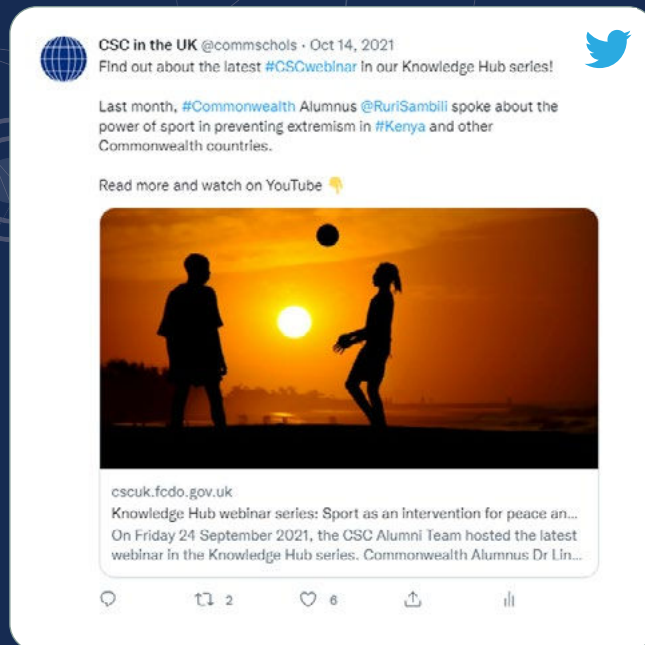 CSC in the UK @commschols · Oct 14, 2021
Find out about the latest #CSCwebinar in our Knowledge Hub series!
Last month, #Commonwealth Alumnus @RuriSambili spoke about the
power of sport in preventing extremism in #Kenya and other
Commonwealth countries.
Read more and watch on YouTube 👇
cscuk.fcdo.gov.uk
Knowledge Hub webinar series: Sport as an intervention for peace an...
On Friday 24 September 2021, the CSC Alumni Team hosted the latest
webinar in the Knowledge Hub series. Commonwealth Alumnus Dr Lin...
2 6